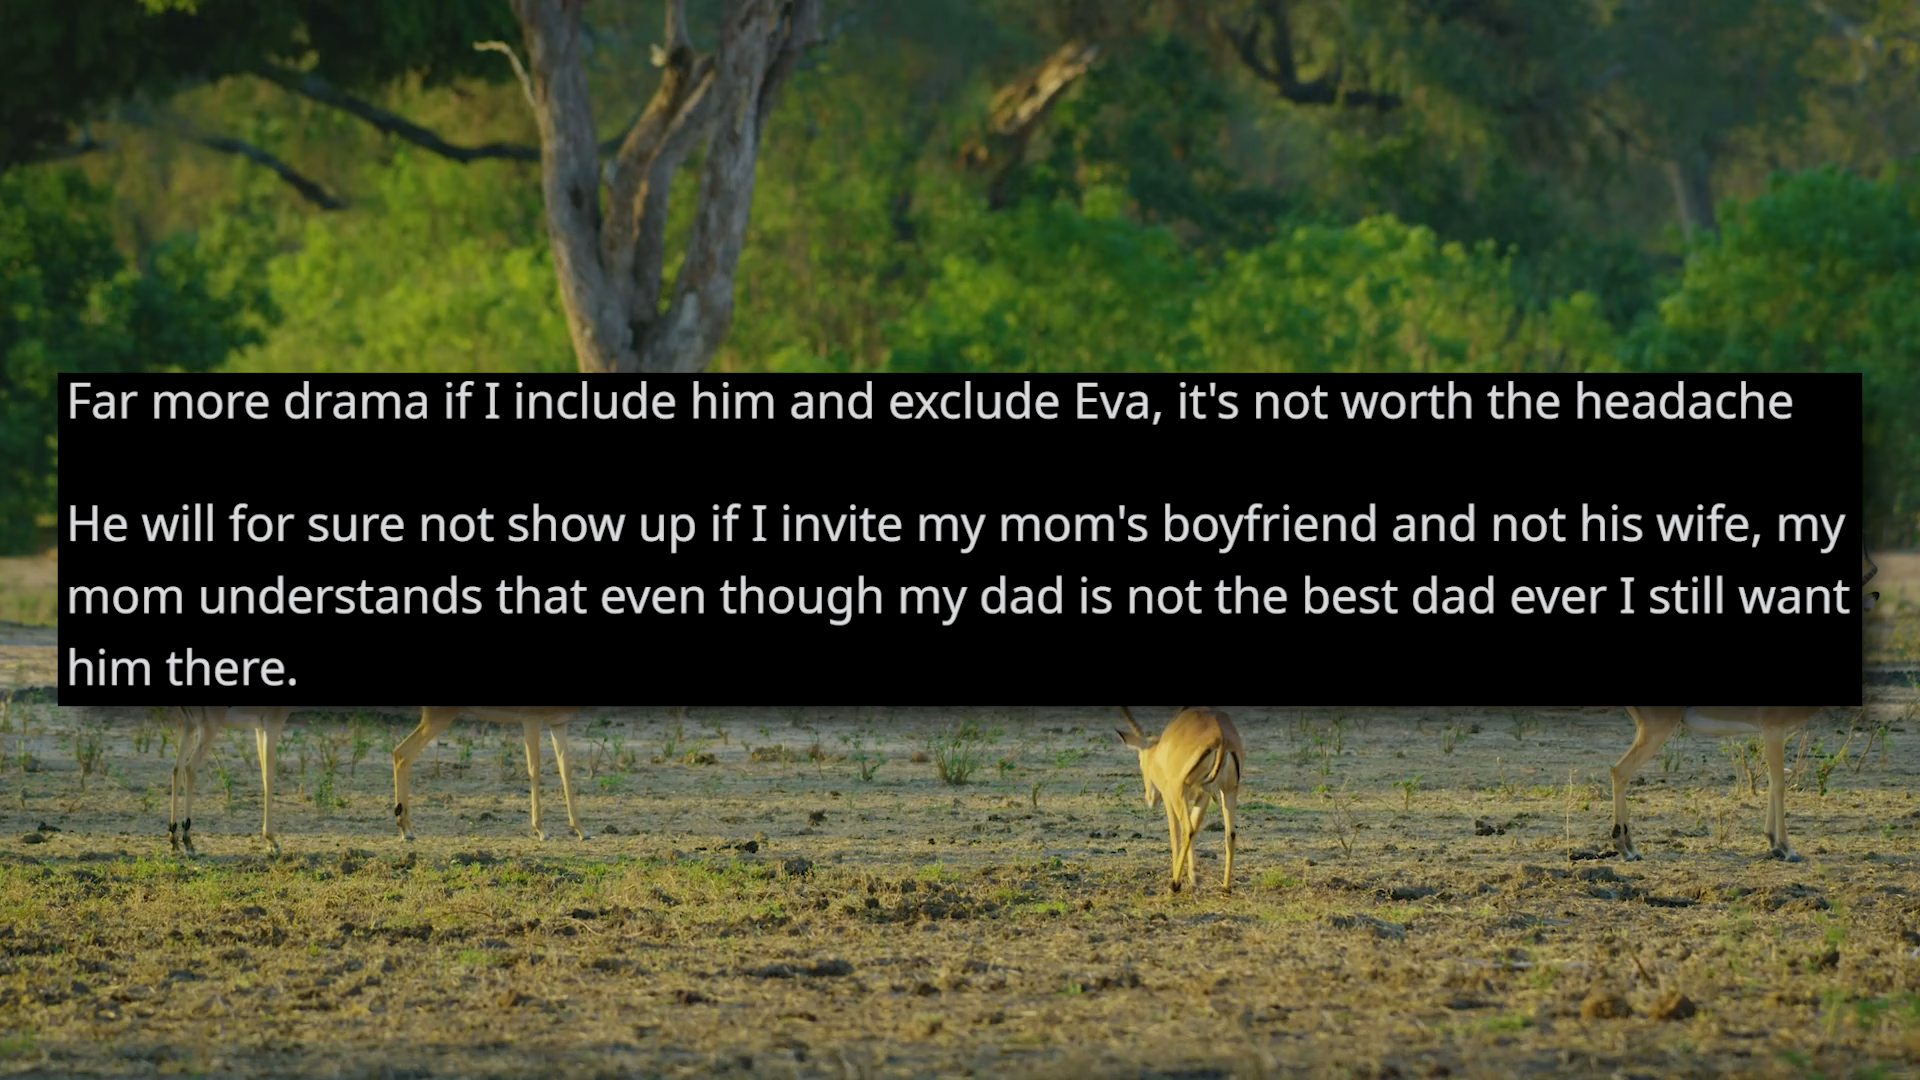 Far more drama if I include him and exclude Eva, it's not worth the headache
He will for sure not show up if I invite my mom's boyfriend and not his wife, my
mom understands that even though my dad is not the best dad ever I still want
him there.